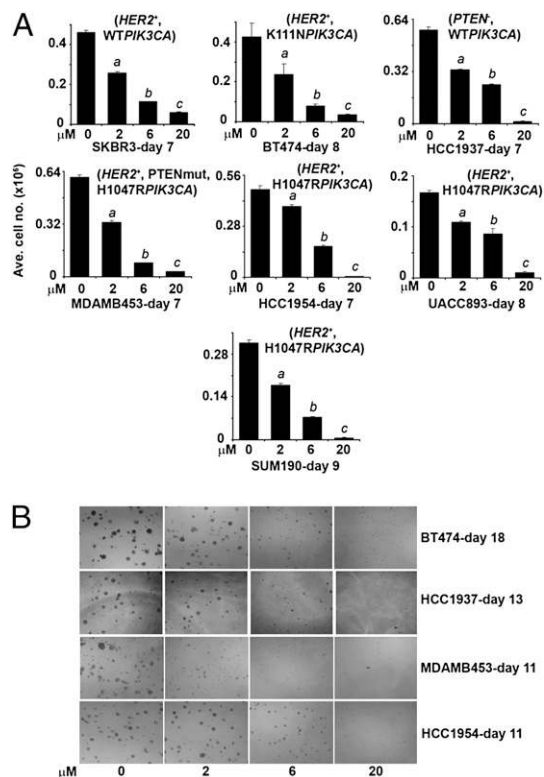 A
Ave. cell no. (x10⁶)
(HER2⁺,
WTPIK3CA)
0.4
0.2
0
a
b
c
μM 0 2 6 20
SKBR3-day 7
(HER2⁺,
K111NPIK3CA)
0.4
0.2
0
a
b
c
0 2 6 20
BT474-day 8
(PTEN⁻,
WTPIK3CA)
0.64
0.32
0
a
b
c
0 2 6 20
HCC1937-day 7
(HER2⁺, PTENmut,
H1047RPIK3CA)
0.64
0.32
0
a
b
c
μM 0 2 6 20
MDAMB453-day 7
(HER2⁺,
H1047RPIK3CA)
0.56
0.28
0
a
b
c
0 2 6 20
HCC1954-day 7
(HER2⁺,
H1047RPIK3CA)
0.2
0.1
0
a
b
c
μM 0 2 6 20
UACC893-day 8
(HER2⁺,
H1047RPIK3CA)
0.28
0.14
0
a
b
c
μM 0 2 6 20
SUM190-day 9
B
BT474-day 18
HCC1937-day 13
MDAMB453-day 11
HCC1954-day 11
μM 0 2 6 20